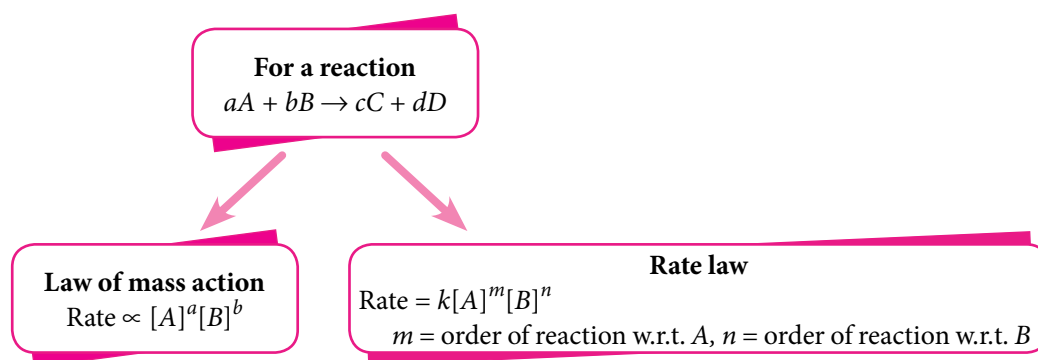 For a reaction
aA + bB → cC + dD
Law of mass action
Rate ∝ [A]^a[B]^b
Rate law
Rate = k[A]^m[B]^n
m = order of reaction w.r.t. A, n = order of reaction w.r.t. B